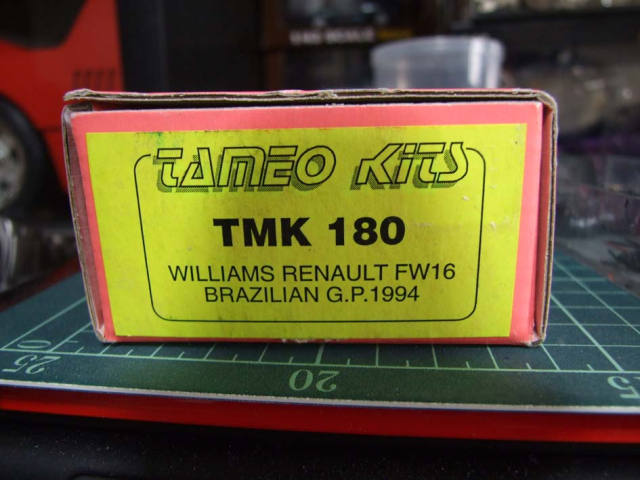 TAMEO KiTS
TMK 180
WILLIAMS RENAULT FW16
BRAZILIAN G.P.1994
25
20